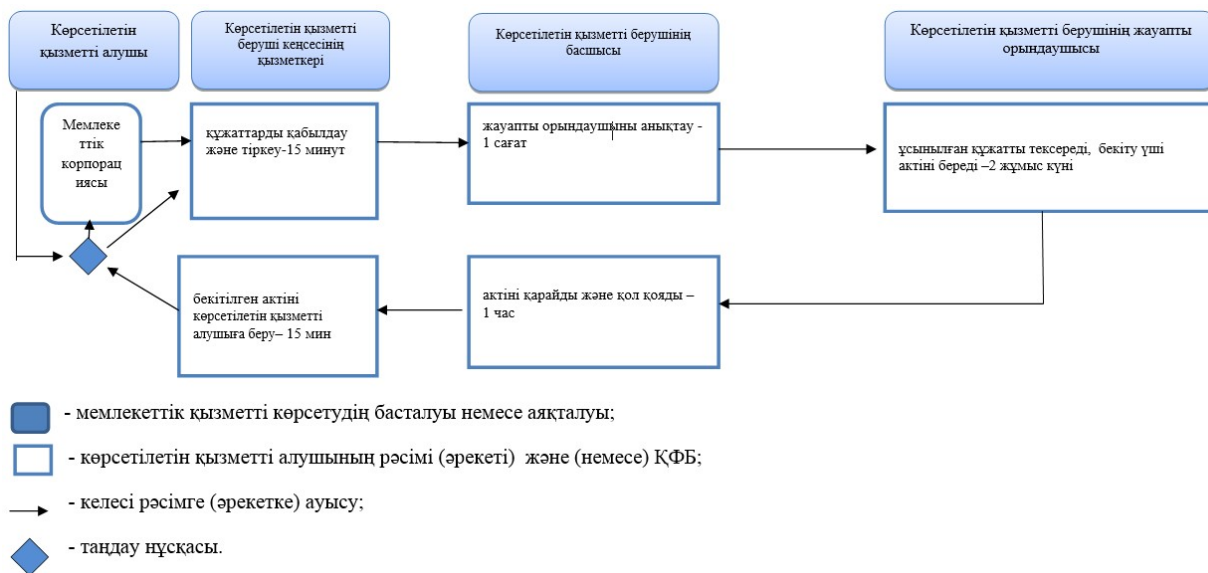 Көрсетілетін
қызметті алушы
Көрсетілетін қызметті
беруші кеңсесінің
қызметкері
Көрсетілетін қызметті берушінің
басшысы
Көрсетілетін қызметті берушінің жауапты
орындаушысы
Мемлеке
ттік
корпорац
иясы
құжаттарды қабылдау
және тіркеу-15 минут
жауапты орындаушыны анықтау -
1 сағат
ұсынылған құжатты тексереді, бекіту үші
актіні береді –2 жұмыс күні
бекітілген актіні
көрсетілетін қызметті
алушыға беру– 15 мин
актіні қарайды және қол қояды –
1 час
- мемлекеттік қызметті көрсетудің басталуы немесе аяқталуы;
- көрсетілетін қызметті алушының рәсімі (әрекеті) және (немесе) ҚФБ;
- келесі рәсімге (әрекетке) ауысу;
- таңдау нұсқасы.